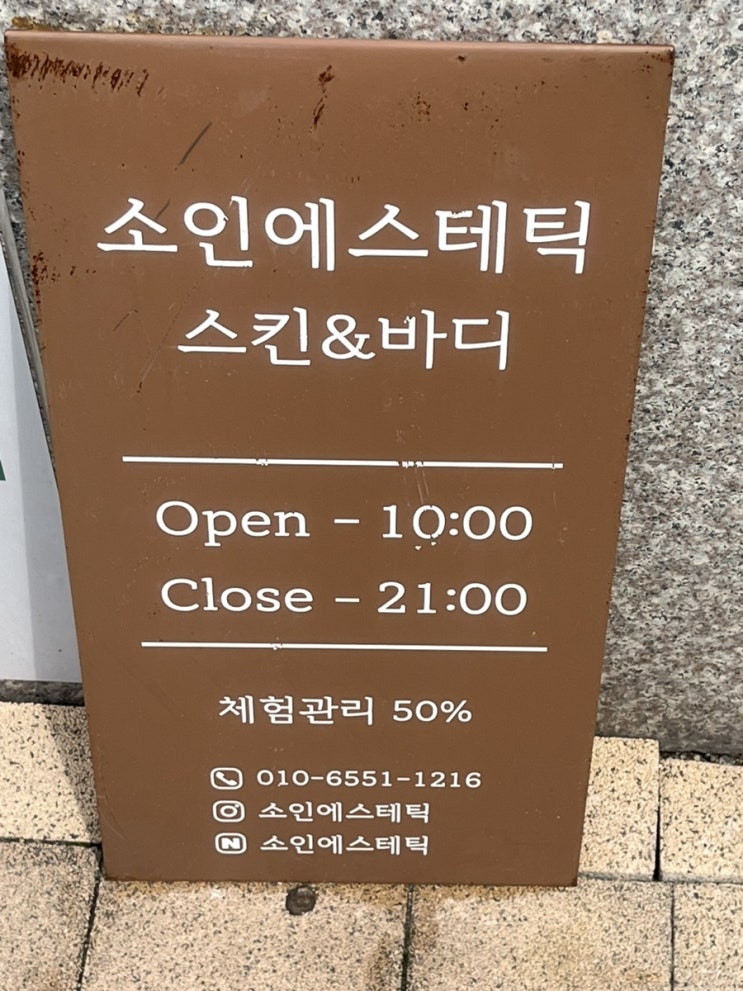 소인에스테틱
스킨&바디
Open - 10:00
Close - 21:00
체험관리 50%
010-6551-1216
소인에스테틱
N 소인에스테틱